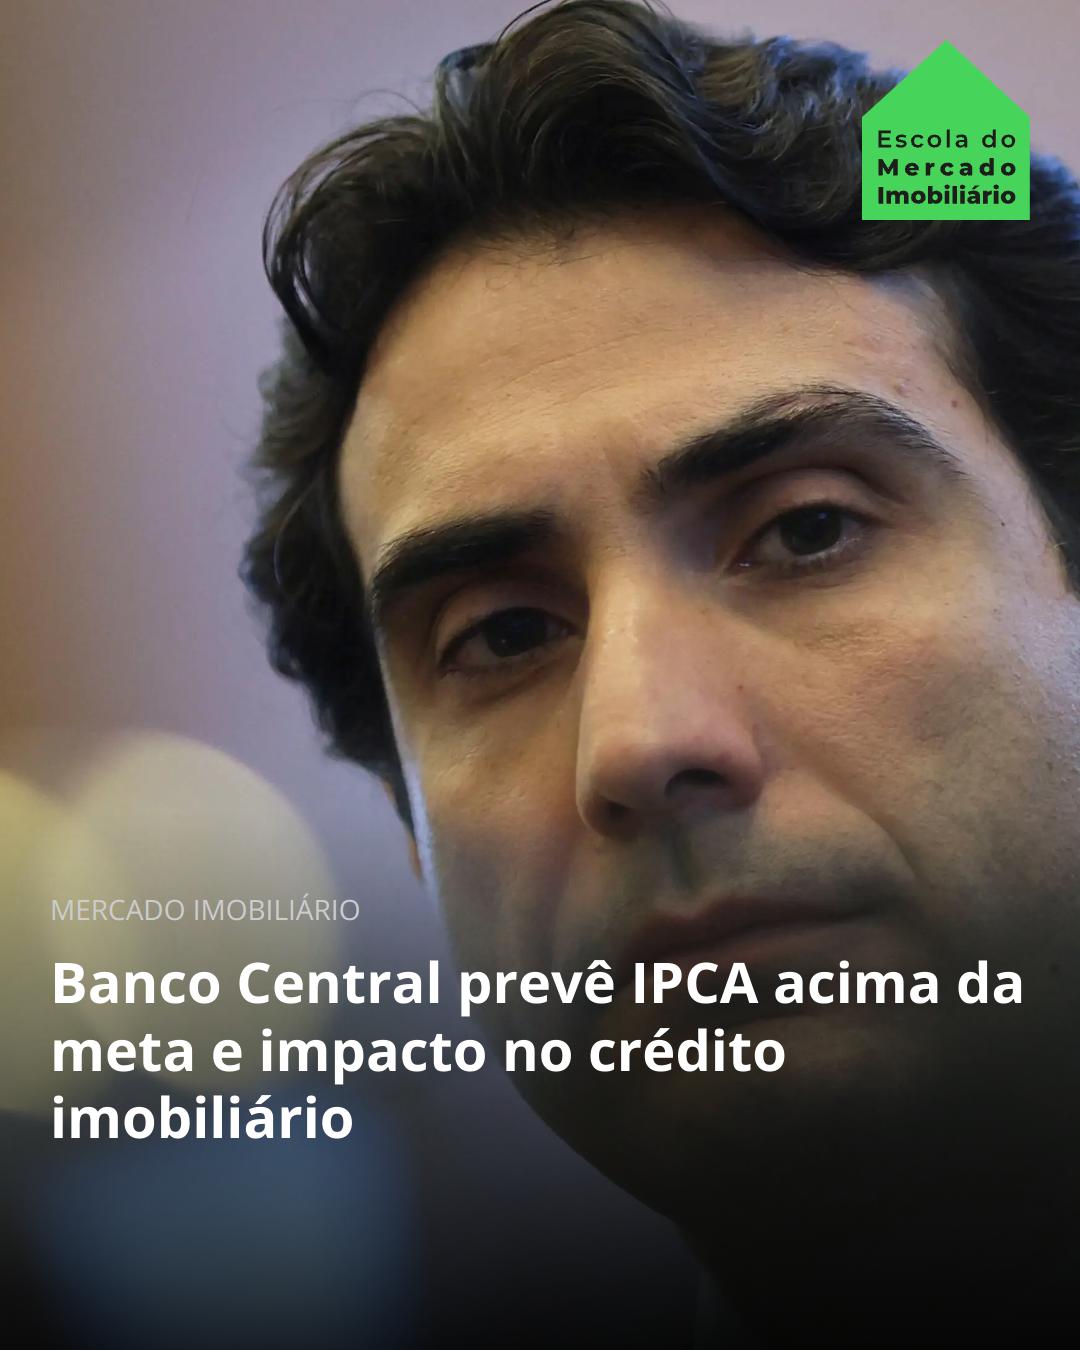 Escola do
Mercado
Imobiliário
MERCADO IMOBILIÁRIO
Banco Central prevê IPCA acima da
meta e impacto no crédito
imobiliário